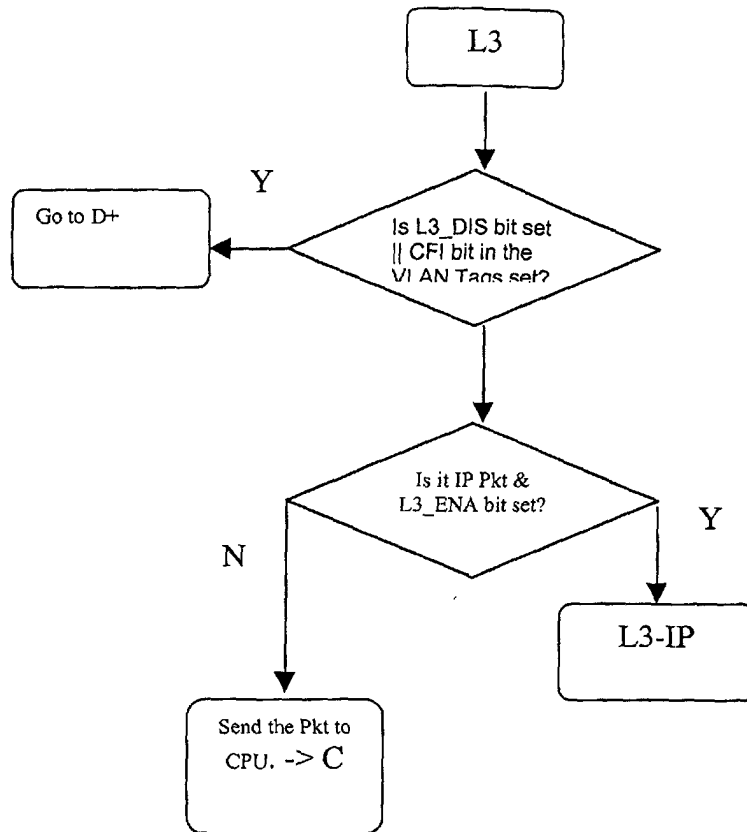 L3
Y
Go to D+
Is L3_DIS bit set
|| CFI bit in the
VLAN Tags set?
Is it IP Pkt &
L3_ENA bit set?
N
Y
L3-IP
Send the Pkt to
CPU. -> C